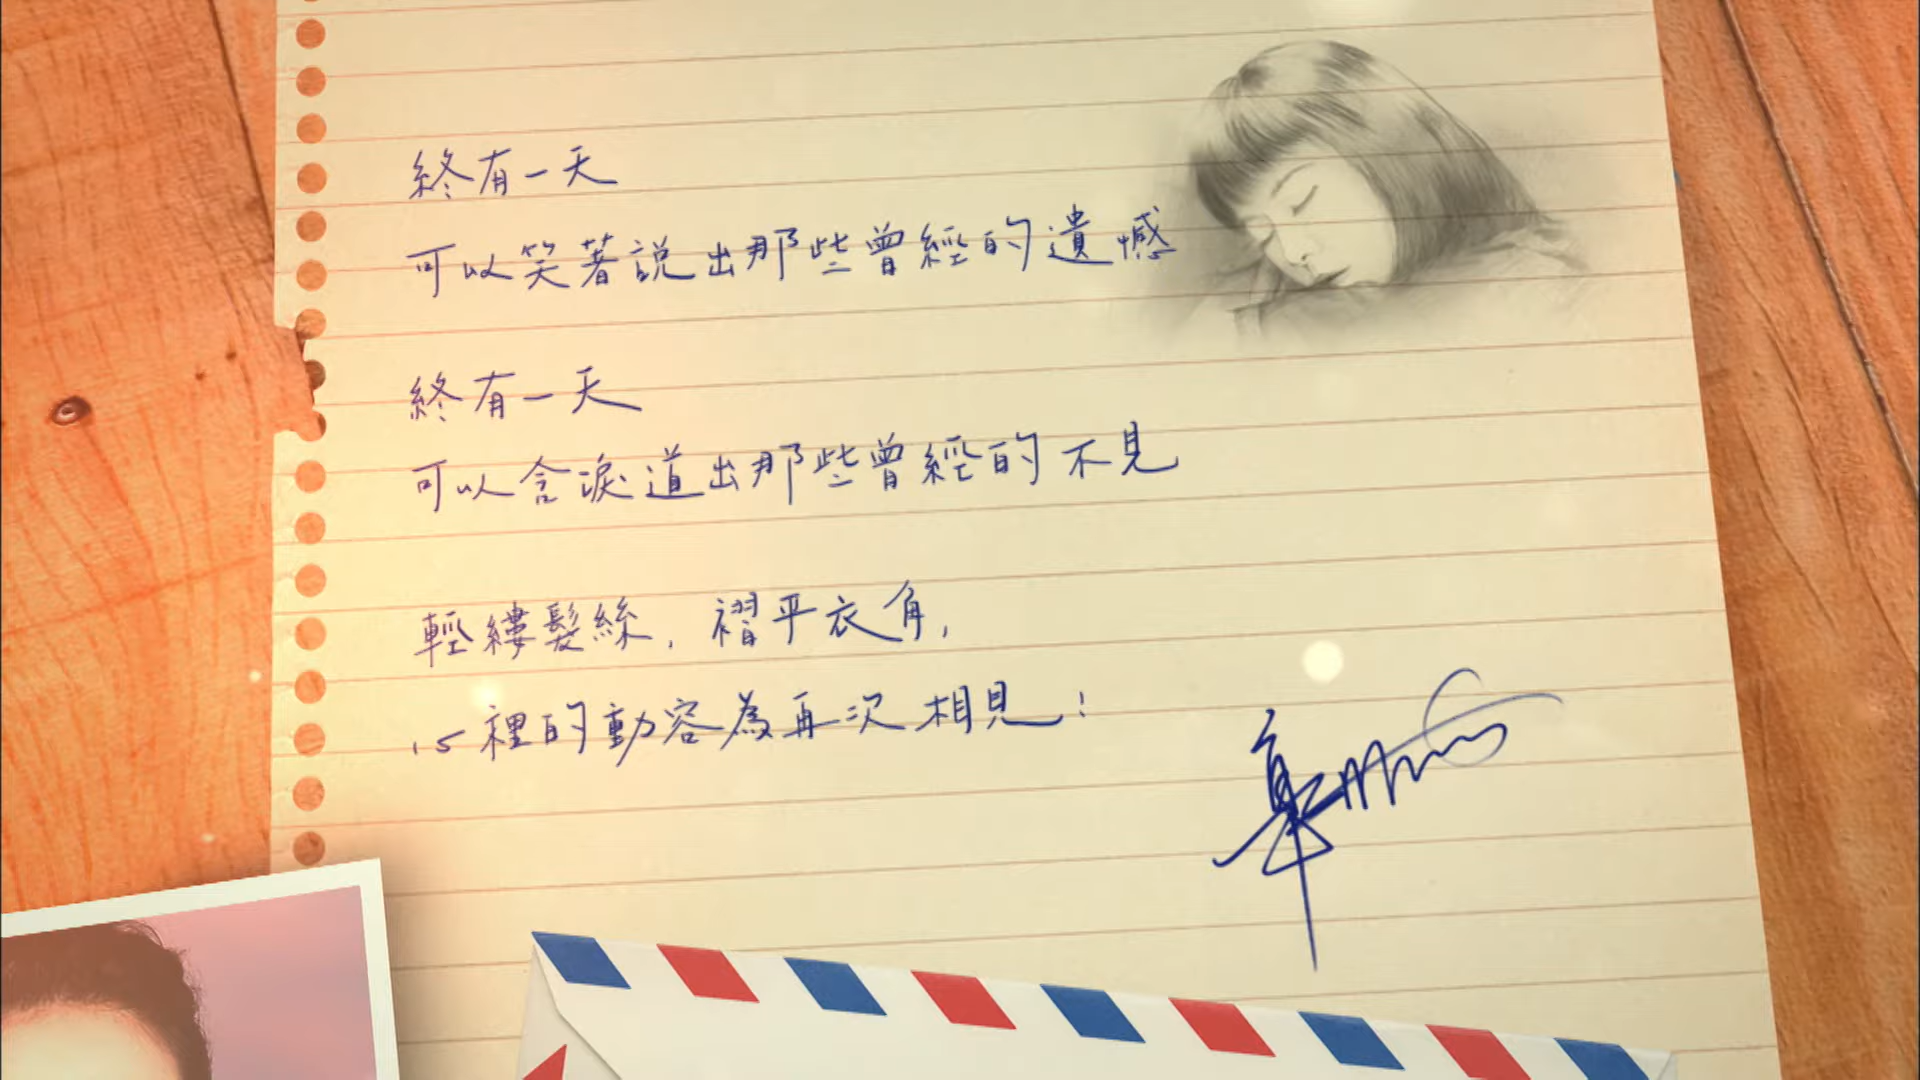 終有一天
可以笑著說出那些曾經的遺憾
終有一天
可以含淚道出那些曾經的不見
輕縷髮絲，褶平衣角，
心裡的動容為再次相見！